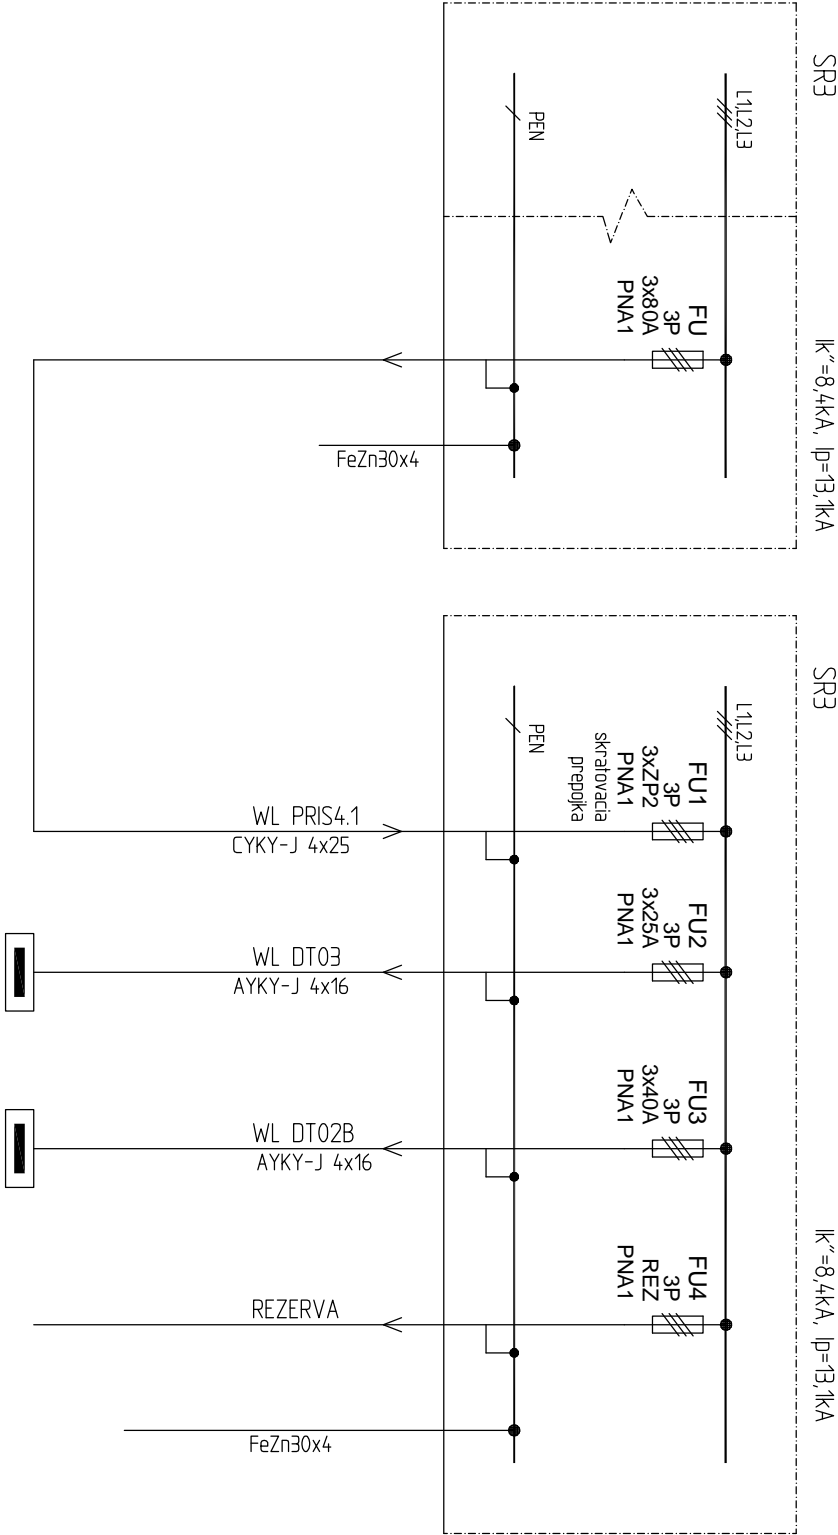 SR3
L1,L2,L3
PEN
FU
3P
3x80A
PNA1
Ik″=8,4kA, Ip=13,1kA
FeZn30x4
SR3
L1,L2,L3
PEN
FU1
3P
3xZP2
PNA1
skratovacia
prepojka
WL PRIS4.1
CYKY-J 4x25
FU2
3P
3x25A
PNA1
WL DT03
AYKY-J 4x16
FU3
3P
3x40A
PNA1
WL DT02B
AYKY-J 4x16
FU4
3P
REZ
PNA1
REZERVA
Ik″=8,4kA, Ip=13,1kA
FeZn30x4